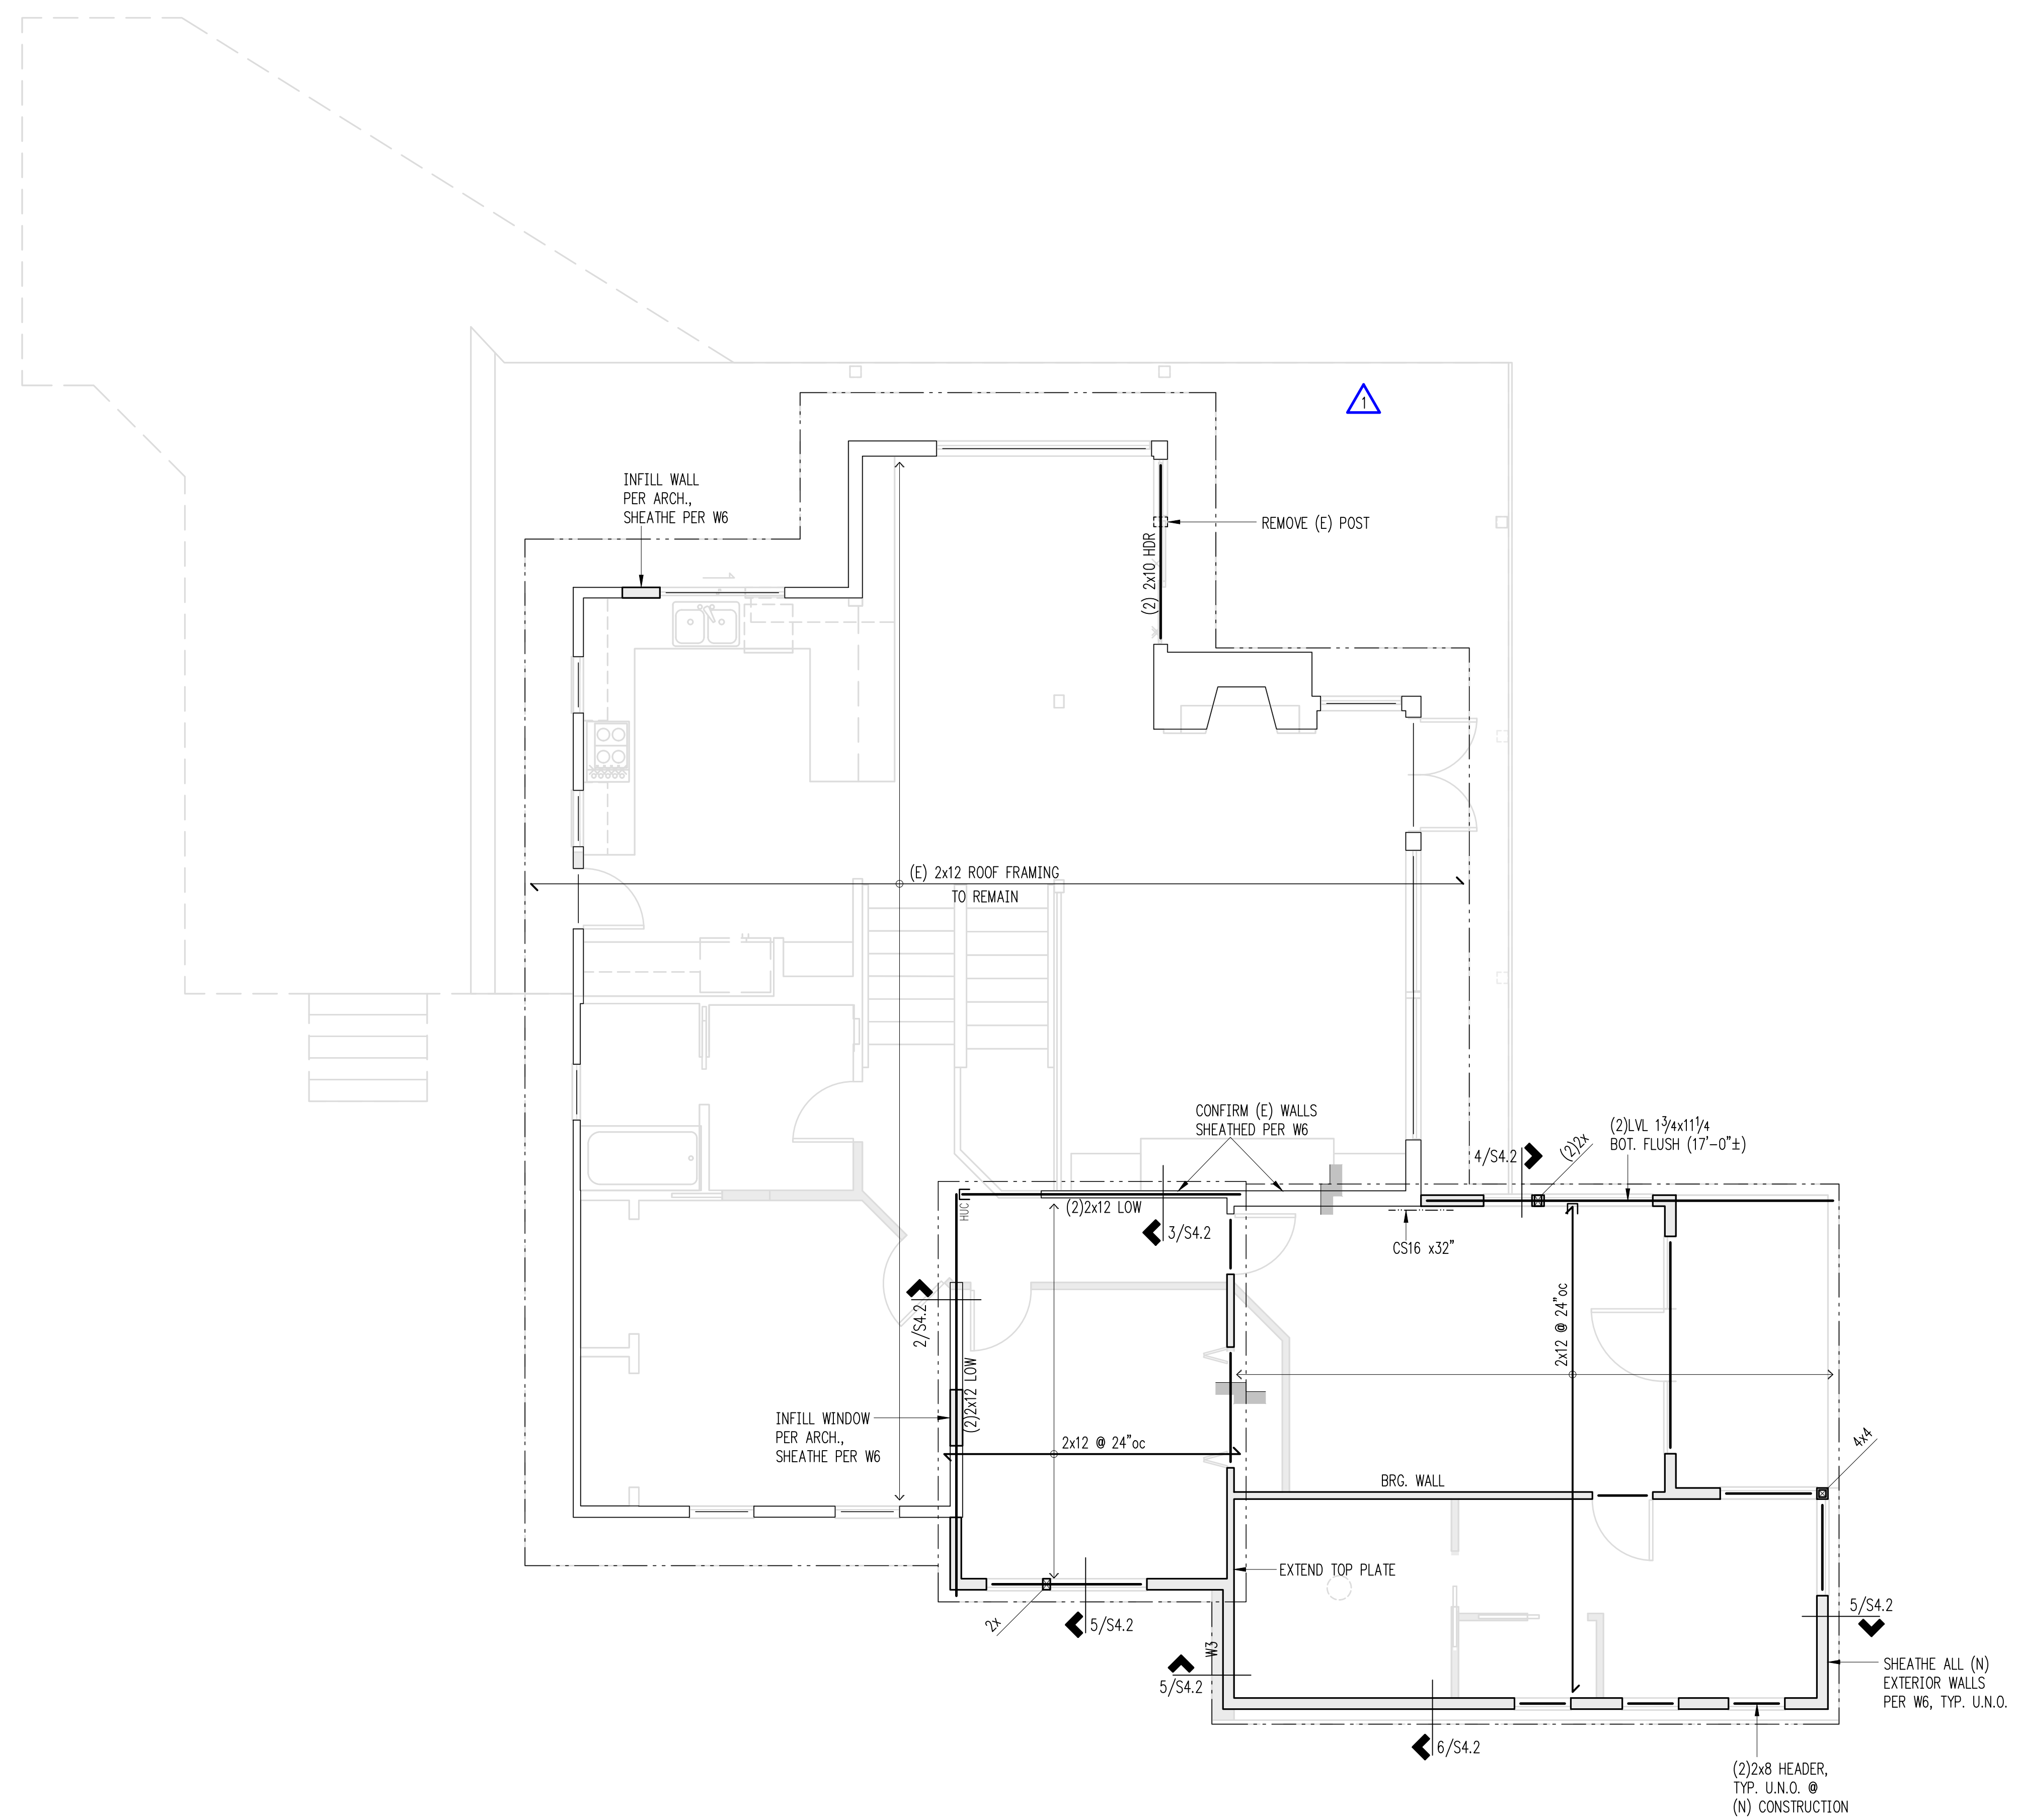 1
INFILL WALL
PER ARCH.,
SHEATHE PER W6
REMOVE (E) POST
(2) 2x10 HDR
(E) 2x12 ROOF FRAMING
TO REMAIN
CONFIRM (E) WALLS
SHEATHED PER W6
(2)LVL 1¾x11¼
BOT. FLUSH (17'-0"±)
(2)2x
4/S4.2
HUC
(2)2x12 LOW
3/S4.2
CS16 x32"
2/S4.2
2x12 @ 24"oc
(2)2x12 LOW
INFILL WINDOW
PER ARCH.,
SHEATHE PER W6
2x12 @ 24"oc
4x4
BRG. WALL
EXTEND TOP PLATE
2x
5/S4.2
W3
5/S4.2
5/S4.2
SHEATHE ALL (N)
EXTERIOR WALLS
PER W6, TYP. U.N.O.
6/S4.2
(2)2x8 HEADER,
TYP. U.N.O. @
(N) CONSTRUCTION